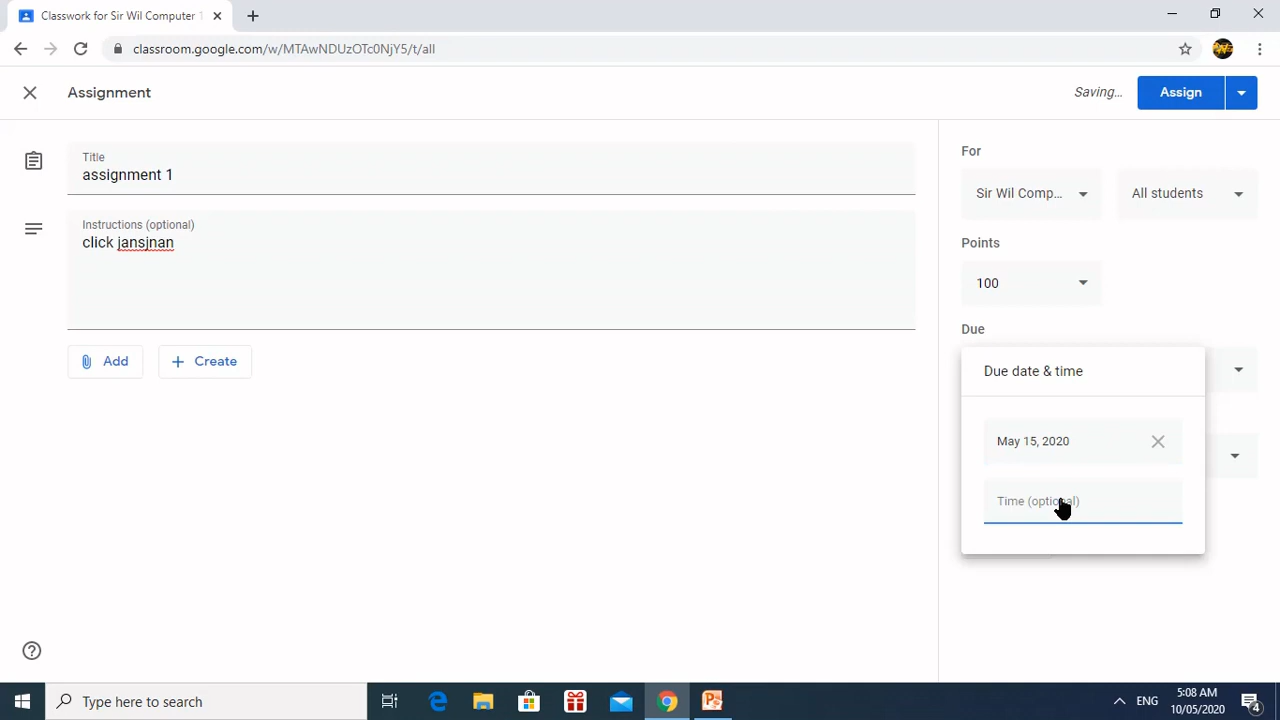 Classwork for Sir Wil Computer
classroom.google.com/w/MTAwNDUzOTc0NjY5/t/all
Assignment
Saving...
Assign
Title
assignment 1
Instructions (optional)
click jansjnan
Add
Create
For
Sir Wil Comp...
All students
Points
100
Due
Due date & time
May 15, 2020
Time (optional)
Type here to search
ENG
5:08 AM
10/05/2020
4